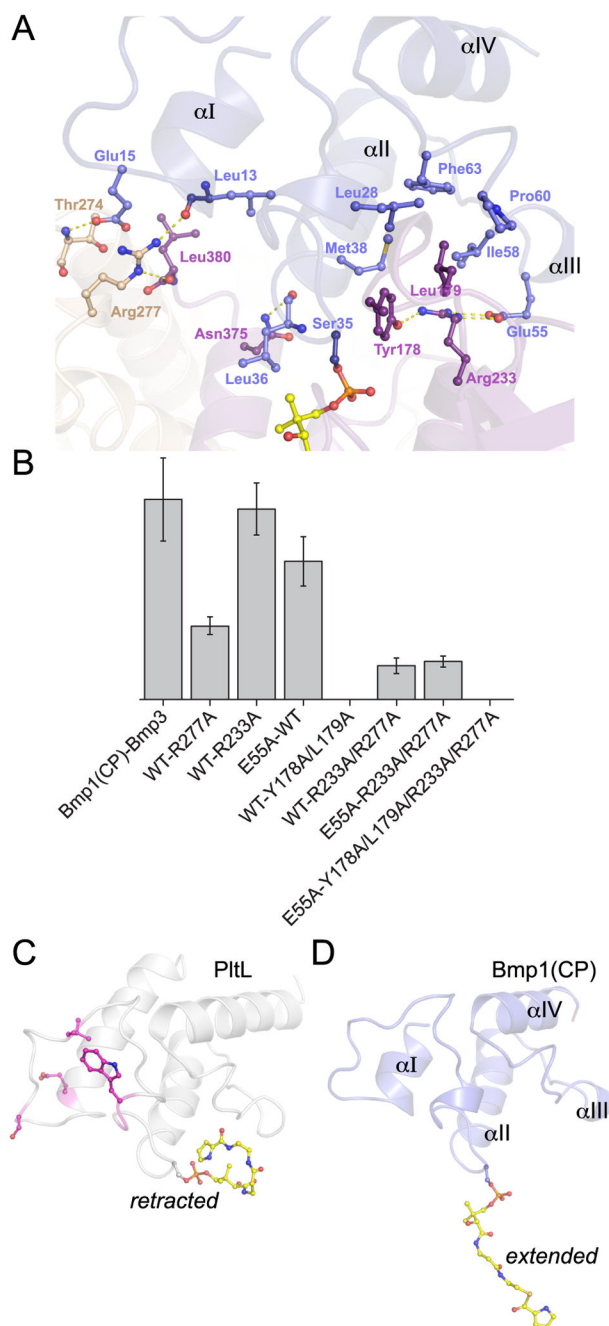 A
αIV
αI
Glu15
αII
Phe63
Leu13
Thr274
Leu28
Pro60
Leu380
Met38
Ile58
αIII
Leu179
Arg277
Asn375
Ser35
Glu55
Tyr178
Leu36
Arg233
B
Bmp1(CP)-Bmp3
WT-R277A
WT-R233A
E55A-WT
WT-Y178A/L179A
WT-R233A/R277A
E55A-R233A/R277A
E55A-Y178A/L179A/R233A/R277A
C
D
PltL
Bmp1(CP)
αIV
αI
αIII
αII
retracted
extended